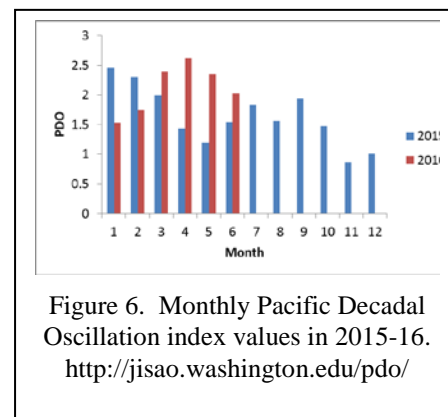 3
2.5
2
1.5
1
0.5
0
PDO
1 2 3 4 5 6 7 8 9 10 11 12
Month
2015
2016
Figure 6. Monthly Pacific Decadal
Oscillation index values in 2015-16.
http://jisao.washington.edu/pdo/